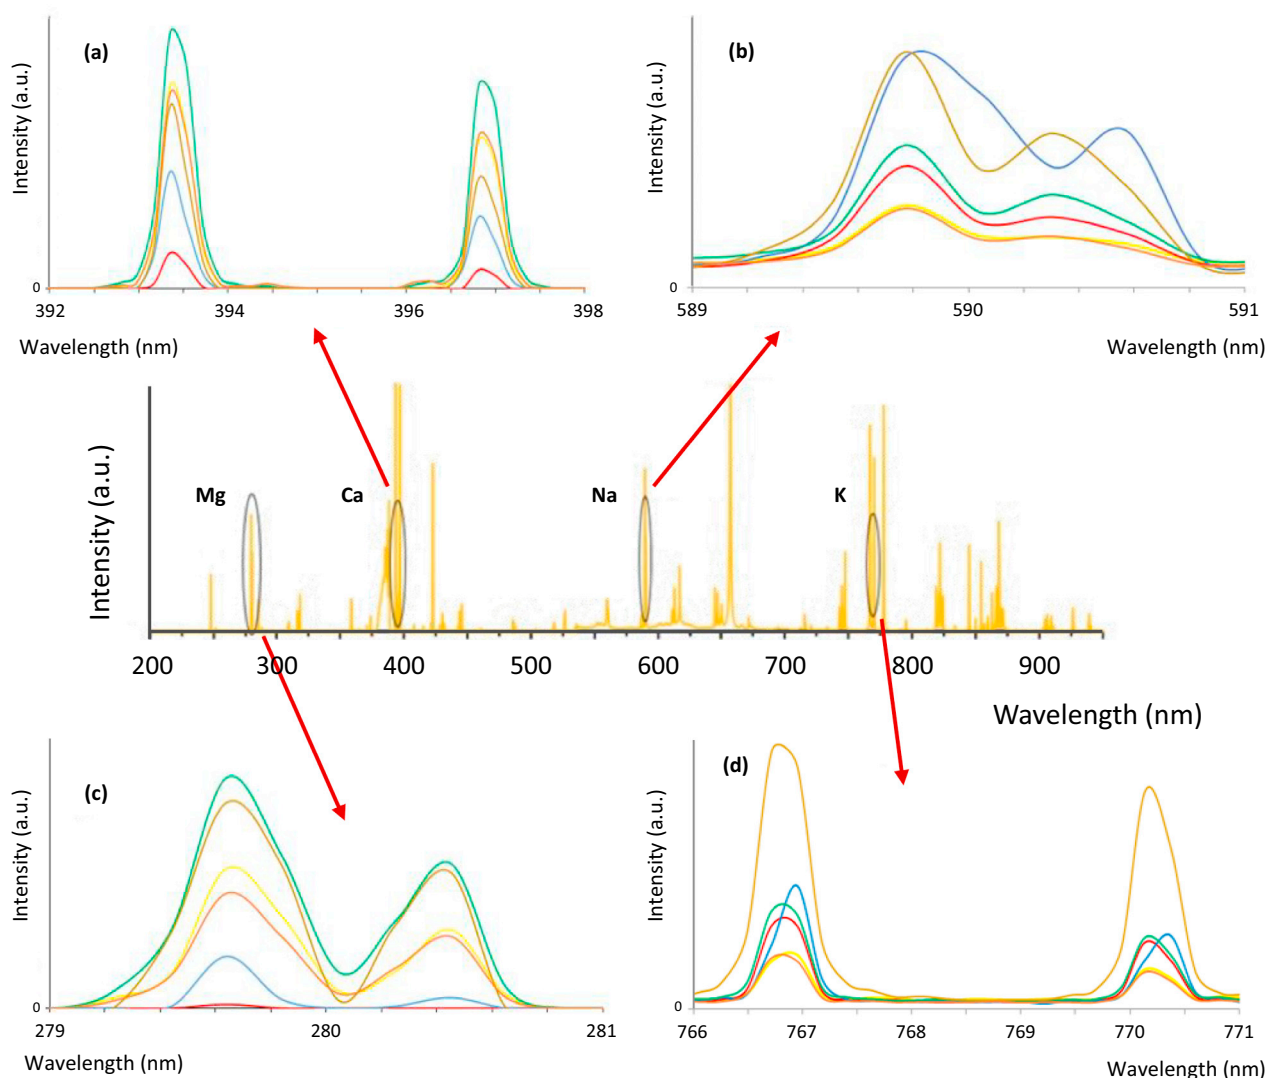 (a)
Intensity (a.u.)
0
392
394
396
398
Wavelength (nm)
(b)
Intensity (a.u.)
0
589
590
591
Wavelength (nm)
Intensity (a.u.)
Mg
Ca
Na
K
200
300
400
500
600
700
800
900
Wavelength (nm)
(c)
Intensity (a.u.)
0
279
280
281
Wavelength (nm)
(d)
Intensity (a.u.)
0
766
767
768
769
770
771
Wavelength (nm)